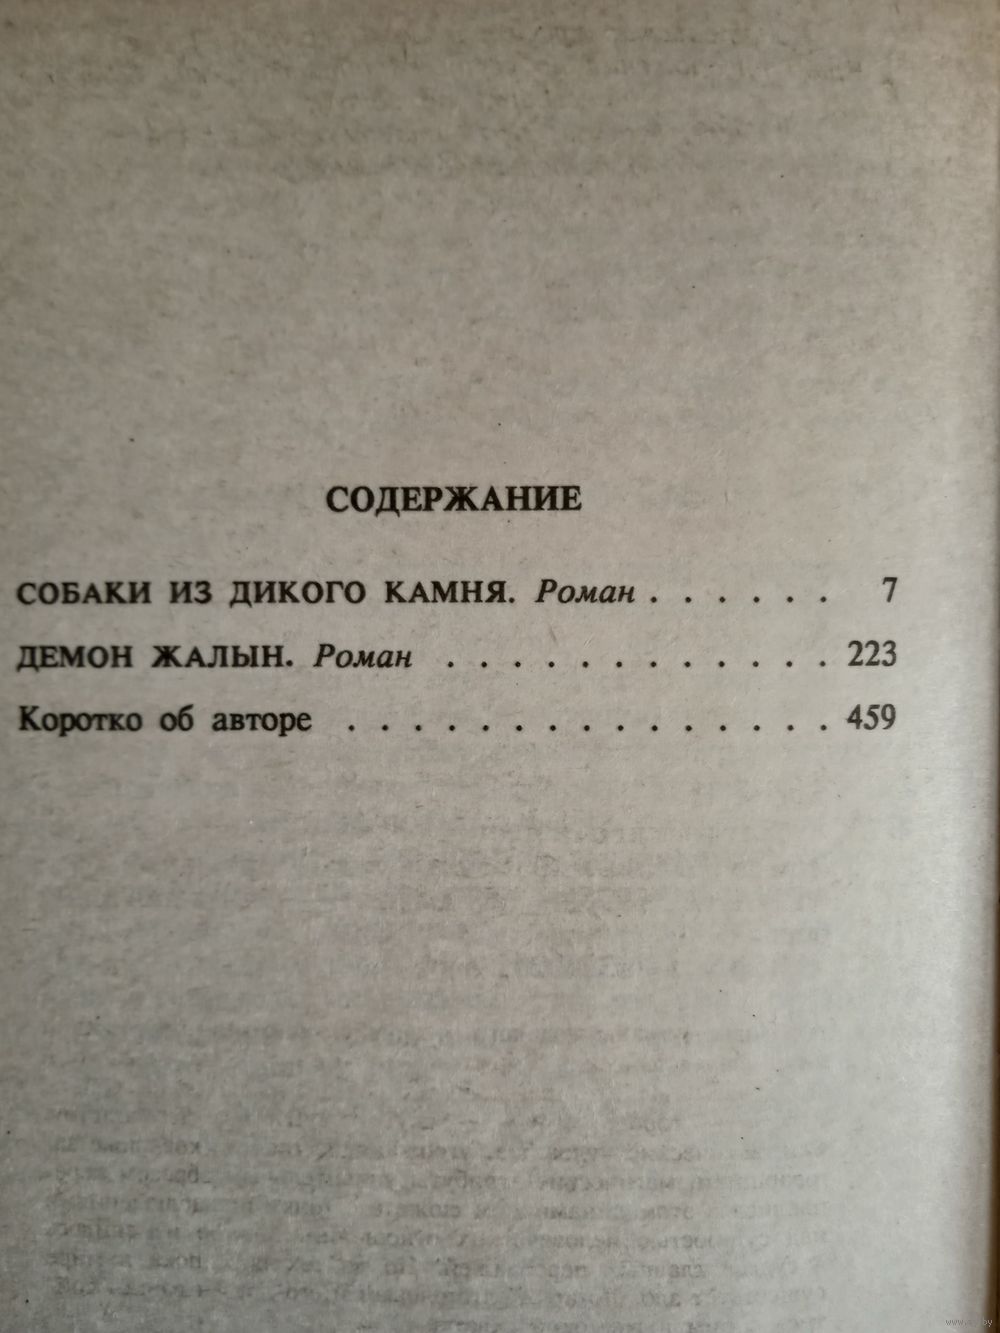 СОДЕРЖАНИЕ
СОБАКИ ИЗ ДИКОГО КАМНЯ. Роман . . . . . . 7
ДЕМОН ЖАЛЫН. Роман . . . . . . . . . . . . 223
Коротко об авторе . . . . . . . . . . . . . . . 459